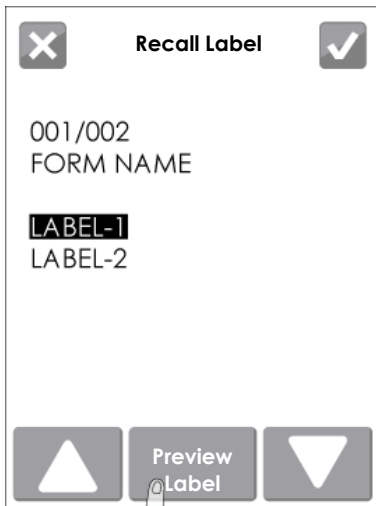 Recall Label
001/002
FORM NAME
LABEL-1
LABEL-2
Preview
Label